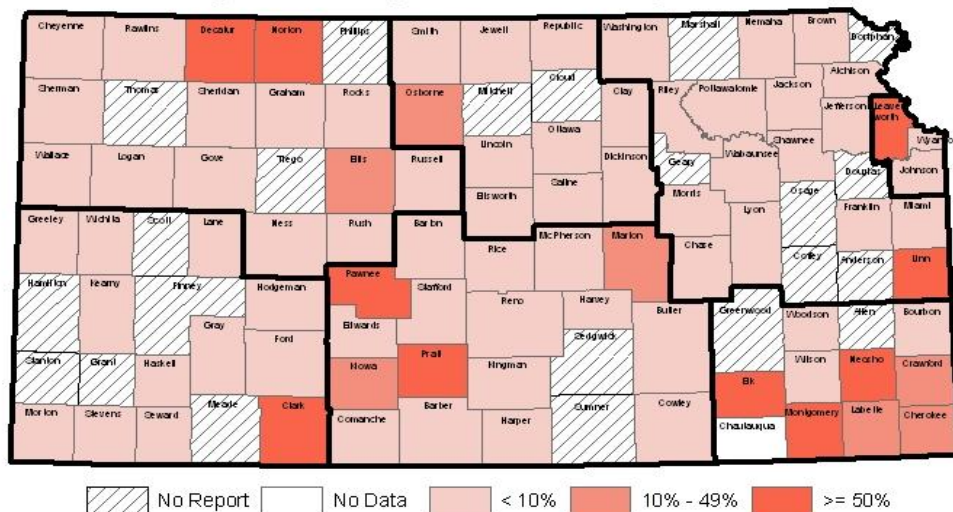 Cheyenne Rawlins Decatur Norton Phillips Smith Jewell Republic Washington Marshall Nemaha Brown Doniphan
Sherman Thomas Sheridan Graham Rooks Osborne Mitchell Cloud Clay Riley Pottawatomie Jackson Atchison Jefferson Leavenworth Wyandotte
Wallace Logan Gove Trego Ellis Russell Lincoln Ottawa Dickinson Geary Wabaunsee Shawnee Douglas Johnson
Ellsworth Saline Morris Osage Franklin Miami
Greeley Wichita Scott Lane Ness Rush Barton Rice McPherson Marion Chase Lyon Coffey Anderson Linn
Hamilton Kearny Finney Hodgeman Pawnee Stafford Reno Harvey Butler Greenwood Woodson Allen Bourbon
Stanton Grant Haskell Gray Ford Edwards Kiowa Pratt Kingman Sedgwick Elk Wilson Neosho Crawford
Morton Stevens Seward Meade Clark Comanche Barber Harper Sumner Cowley Chautauqua Montgomery Labette Cherokee
No Report No Data < 10% 10% - 49% >= 50%